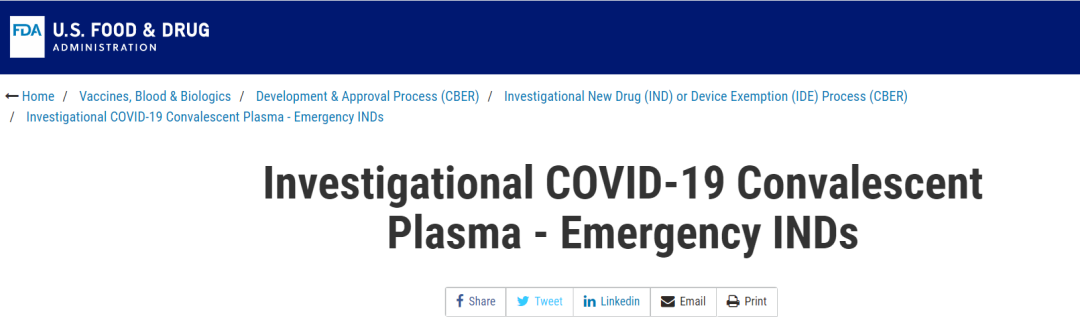 FDA U.S. FOOD & DRUG
ADMINISTRATION
← Home / Vaccines, Blood & Biologics / Development & Approval Process (CBER) / Investigational New Drug (IND) or Device Exemption (IDE) Process (CBER)
/ Investigational COVID-19 Convalescent Plasma - Emergency INDs
Investigational COVID-19 Convalescent
Plasma - Emergency INDs
f Share Tweet in Linkedin Email Print